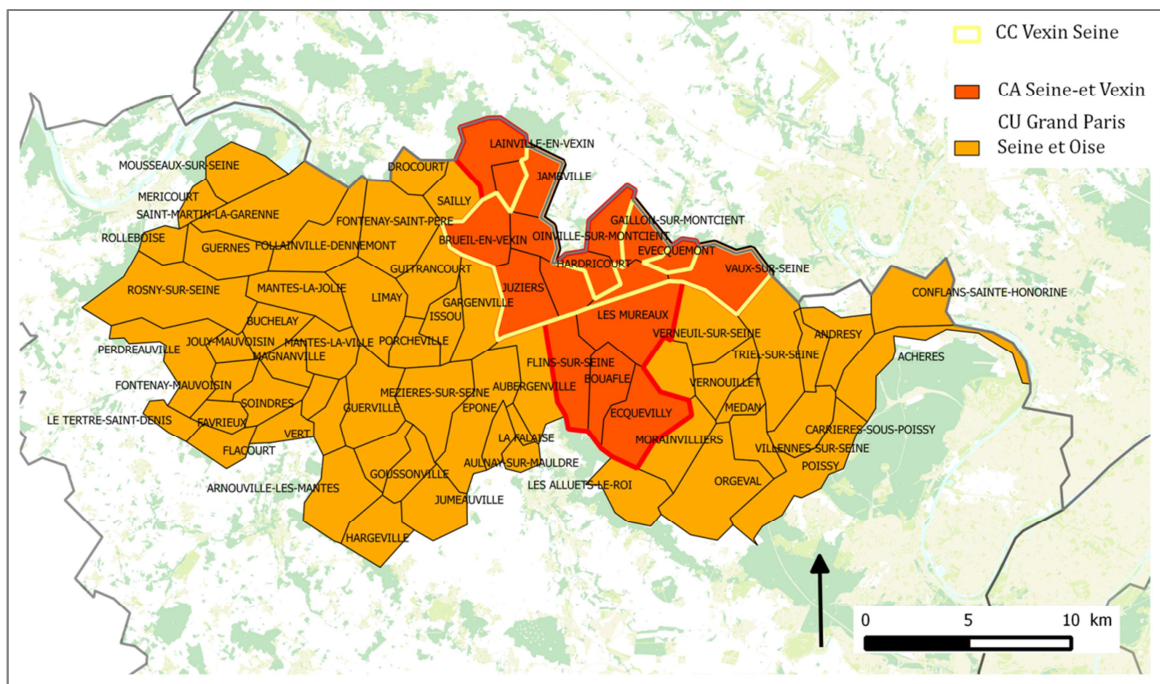 CC Vexin Seine
CA Seine-et Vexin
CU Grand Paris
Seine et Oise
LAINVILLE-EN-VEXIN
MOUSSEAUX-SUR-SEINE
DROCOURT
JAMBVILLE
MERICOURT
SAILLY
SAINT-MARTIN-LA-GARENNE
FONTENAY-SAINT-PERE
GAILLON-SUR-MONTCIENT
ROLLEBOISE
GUERNES
FOLLAINVILLE-DENNEMONT
BRUEIL-EN-VEXIN
OINVILLE-SUR-MONTCIENT
EVECQUEMONT
GUITRANCOURT
HARDRICOURT
VAUX-SUR-SEINE
ROSNY-SUR-SEINE
MANTES-LA-JOLIE
LIMAY
GARGENVILLE
JUZIERS
CONFLANS-SAINTE-HONORINE
ISSOU
LES MUREAUX
BUCHELAY
VERNEUIL-SUR-SEINE
ANDRESY
PERDREAUVILLE
JOUY-MAUVOISIN
MANTES-LA-VILLE
PORCHEVILLE
MAGNANVILLE
TRIEL-SUR-SEINE
ACHERES
FLINS-SUR-SEINE
FONTENAY-MAUVOISIN
MEZIERES-SUR-SEINE
AUBERGENVILLE
BOUAFLE
VERNOUILLET
SOINDRES
GUERVILLE
EPONE
ECQUEVILLY
MEDAN
LE TERTRE-SAINT-DENIS
FAVRIEUX
VERT
LA FALAISE
MORAINVILLIERS
CARRIERES-SOUS-POISSY
FLACOURT
VILLENNES-SUR-SEINE
AULNAY-SUR-MAULDRE
POISSY
GOUSSONVILLE
ARNOUVILLE-LES-MANTES
LES ALLUETS-LE-ROI
ORGEVAL
JUMEAUVILLE
HARGEVILLE
0 5 10 km